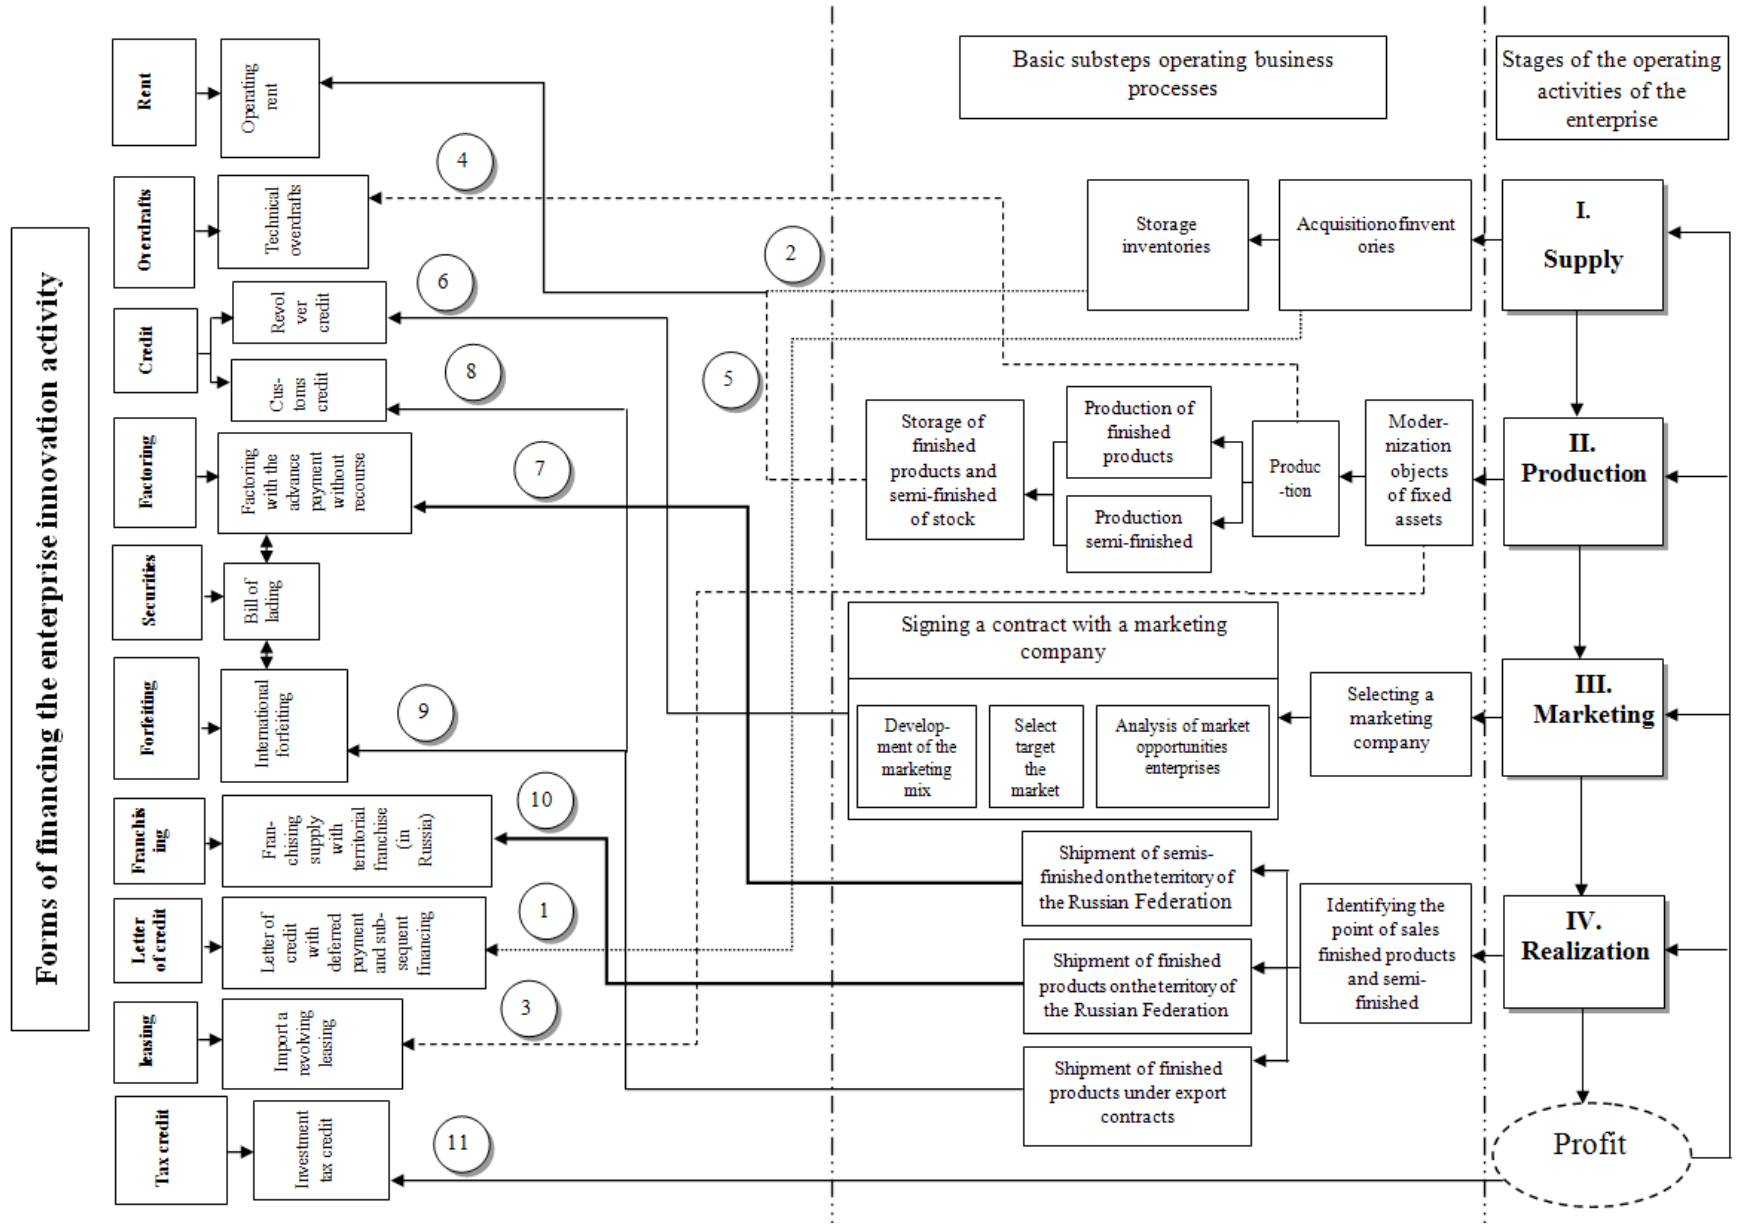 Forms of financing the enterprise innovation activity
Rent
Operating
rent
Overdrafts
Technical
overdrafts
Credit
Revol
ver
credit
Cus-
toms
credit
Factoring
Factoring
with the
advance
payment
without
recourse
Securities
Bill of
lading
Forfeiting
International
forfeiting
Franchis
ing
Fran-
chising
supply
with
territorial
franchise
(in
Russia)
Letter
of credit
Letter of
credit
with
deferred
payment
and sub-
sequent
financing
leasing
Import a
revolving
leasing
Tax credit
Investment
tax credit
4
2
6
8
5
7
9
10
1
3
11
Basic substeps operating business
processes
Storage
inventories
Acquisitionofinvent
ories
Storage of
finished
products and
semi-finished
of stock
Production of
finished
products
Production
semi-finished
Produc
-tion
Moder-
nization
objects
of fixed
assets
Signing a contract with a marketing
company
Develop-
ment of the
marketing
mix
Select
target
the
market
Analysis of market
opportunities
enterprises
Selecting a
marketing
company
Shipment of semis-
finished on the territory of
the Russian Federation
Shipment of finished
products on the territory of
the Russian Federation
Shipment of finished
products under export
contracts
Identifying the
point of sales
finished products
and semi-
finished
Stages of the operating
activities of the
enterprise
I.
Supply
II.
Production
III.
Marketing
IV.
Realization
Profit